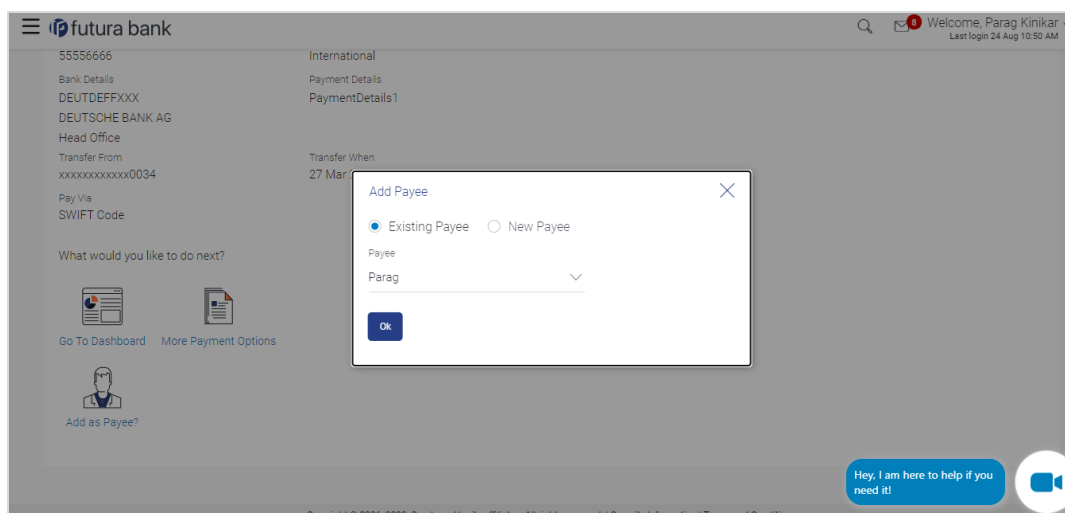 futura bank
8
Welcome, Parag Kinikar
Last login 24 Aug 10:50 AM
55556666
International
Bank Details
Payment Details
DEUTDEFFXXX
PaymentDetails1
DEUTSCHE BANK AG
Head Office
Transfer From
Transfer When
xxxxxxxxxxxx0034
27 Mar
Pay Via
SWIFT Code
What would you like to do next?
Go To Dashboard
More Payment Options
Add as Payee?
Add Payee
Existing Payee
New Payee
Payee
Parag
Ok
Hey, I am here to help if you
need it!